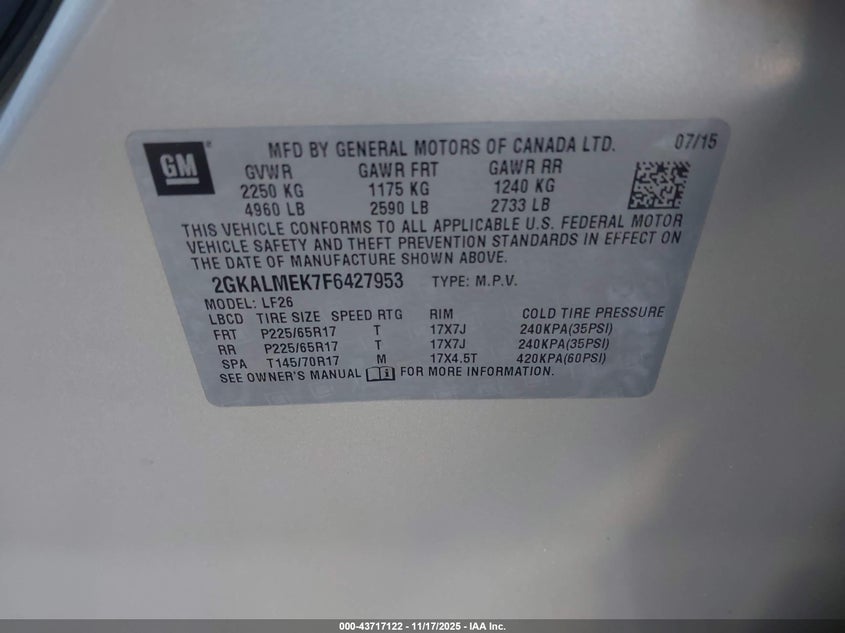 GM
MFD BY GENERAL MOTORS OF CANADA LTD. 07/15
GVWR GAWR FRT GAWR RR
2250 KG 1175 KG 1240 KG
4960 LB 2590 LB 2733 LB
THIS VEHICLE CONFORMS TO ALL APPLICABLE U.S. FEDERAL MOTOR
VEHICLE SAFETY AND THEFT PREVENTION STANDARDS IN EFFECT ON
THE DATE OF MANUFACTURE SHOWN ABOVE.
2GKALMEK7F6427953 TYPE: M.P.V.
MODEL: LF26
LBCD TIRE SIZE SPEED RTG RIM COLD TIRE PRESSURE
FRT P225/65R17 T 17X7J 240KPA(35PSI)
RR P225/65R17 T 17X7J 240KPA(35PSI)
SPA T145/70R17 M 17X4.5T 420KPA(60PSI)
SEE OWNER'S MANUAL FOR MORE INFORMATION.
000-43717122 - 11/17/2025 - IAA Inc.